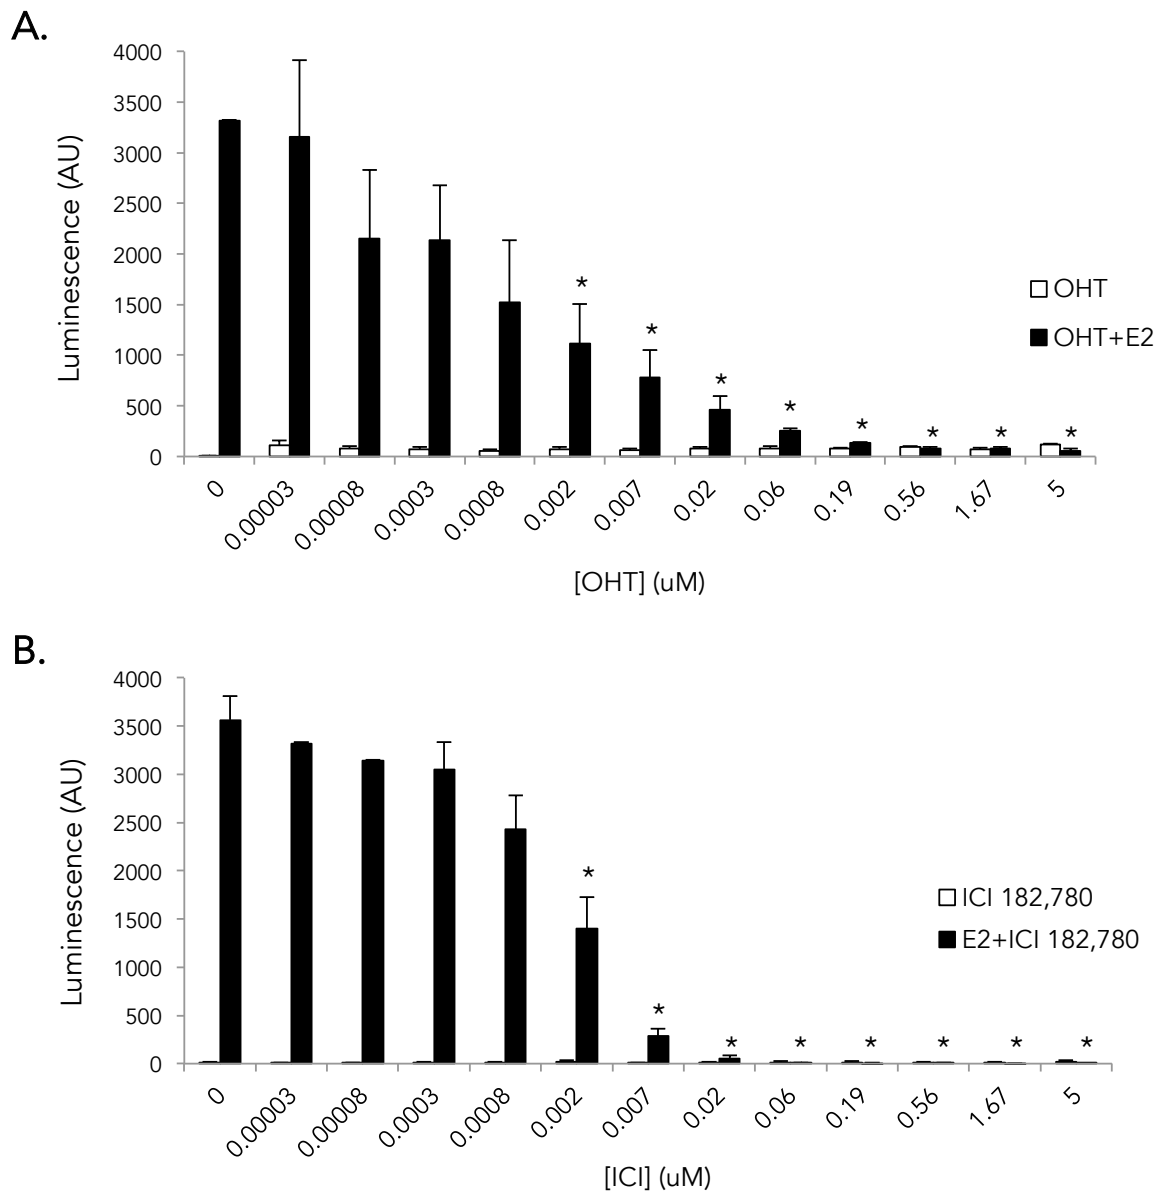 A.
4000
3500
3000
2500
2000
1500
1000
500
0
Luminescence (AU)
* * * * * * * *
OHT
OHT+E2
0 0.00003 0.00008 0.0003 0.0008 0.002 0.007 0.02 0.06 0.19 0.56 1.67 5
[OHT] (uM)
B.
4000
3500
3000
2500
2000
1500
1000
500
0
Luminescence (AU)
* * * * * * * *
ICI 182,780
E2+ICI 182,780
0 0.00003 0.00008 0.0003 0.0008 0.002 0.007 0.02 0.06 0.19 0.56 1.67 5
[ICI] (uM)